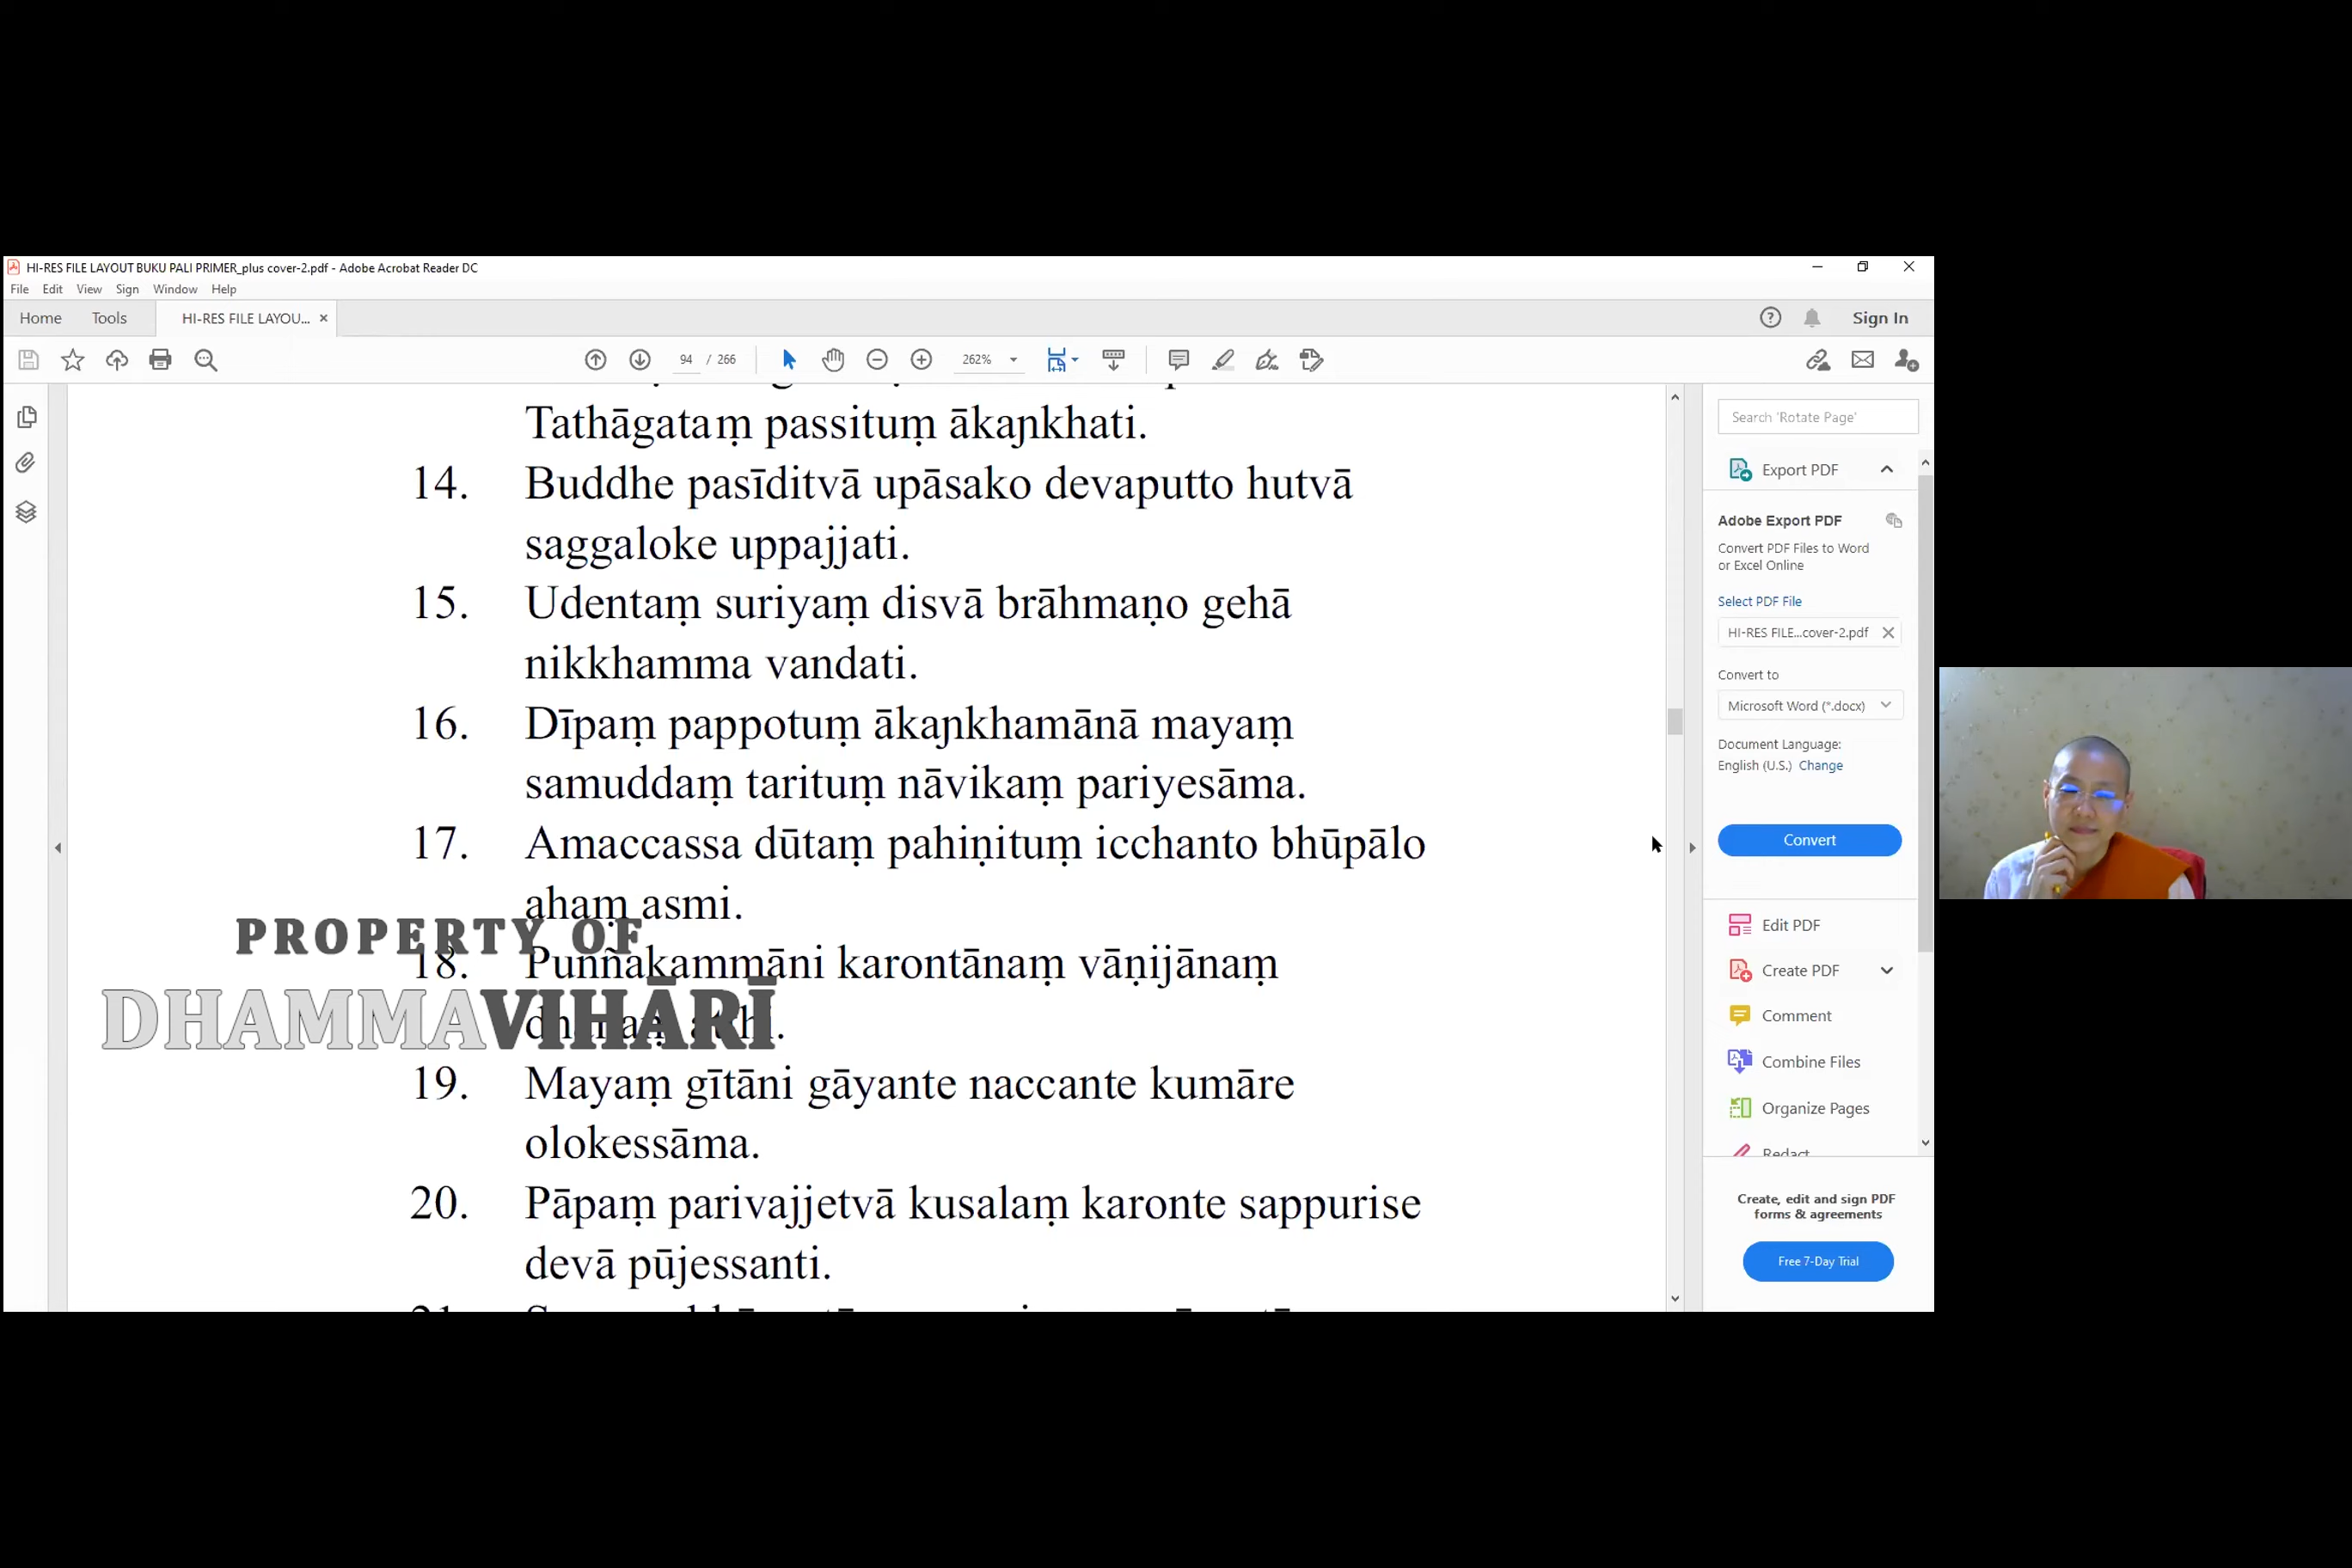 HI-RES FILE LAYOUT BUKU PALI PRIMER_plus cover-2.pdf - Adobe Acrobat Reader DC
File Edit View Sign Window Help
Home Tools HI-RES FILE LAYOU... × Sign In
94 / 266 262%
Tathāgataṃ passituṃ ākaṇkhati.
14. Buddhe pasīditvā upāsako devaputto hutvā
saggaloke uppajjati.
15. Udentaṃ suriyaṃ disvā brāhmaṇo gehā
nikkhamma vandati.
16. Dīpaṃ pappotuṃ ākaṇkhamānā mayaṃ
samuddaṃ tarituṃ nāvikaṃ pariyesāma.
17. Amaccassa dūtaṃ pahiṇituṃ icchanto bhūpālo
ahaṃ asmi.
18. Puññakammāni karontānaṃ vāṇijānaṃ
19. Mayaṃ gītāni gāyante naccante kumāre
olokessāma.
20. Pāpaṃ parivajjetvā kusalaṃ karonte sappurise
devā pūjessanti.
PROPERTY OF
DHAMMAVIHĀRĪ
Search 'Rotate Page'
Export PDF
Adobe Export PDF
Convert PDF Files to Word
or Excel Online
Select PDF File
HI-RES FILE...cover-2.pdf
Convert to
Microsoft Word (*.docx)
Document Language:
English (U.S.) Change
Convert
Edit PDF
Create PDF
Comment
Combine Files
Organize Pages
Redact
Create, edit and sign PDF
forms & agreements
Free 7-Day Trial